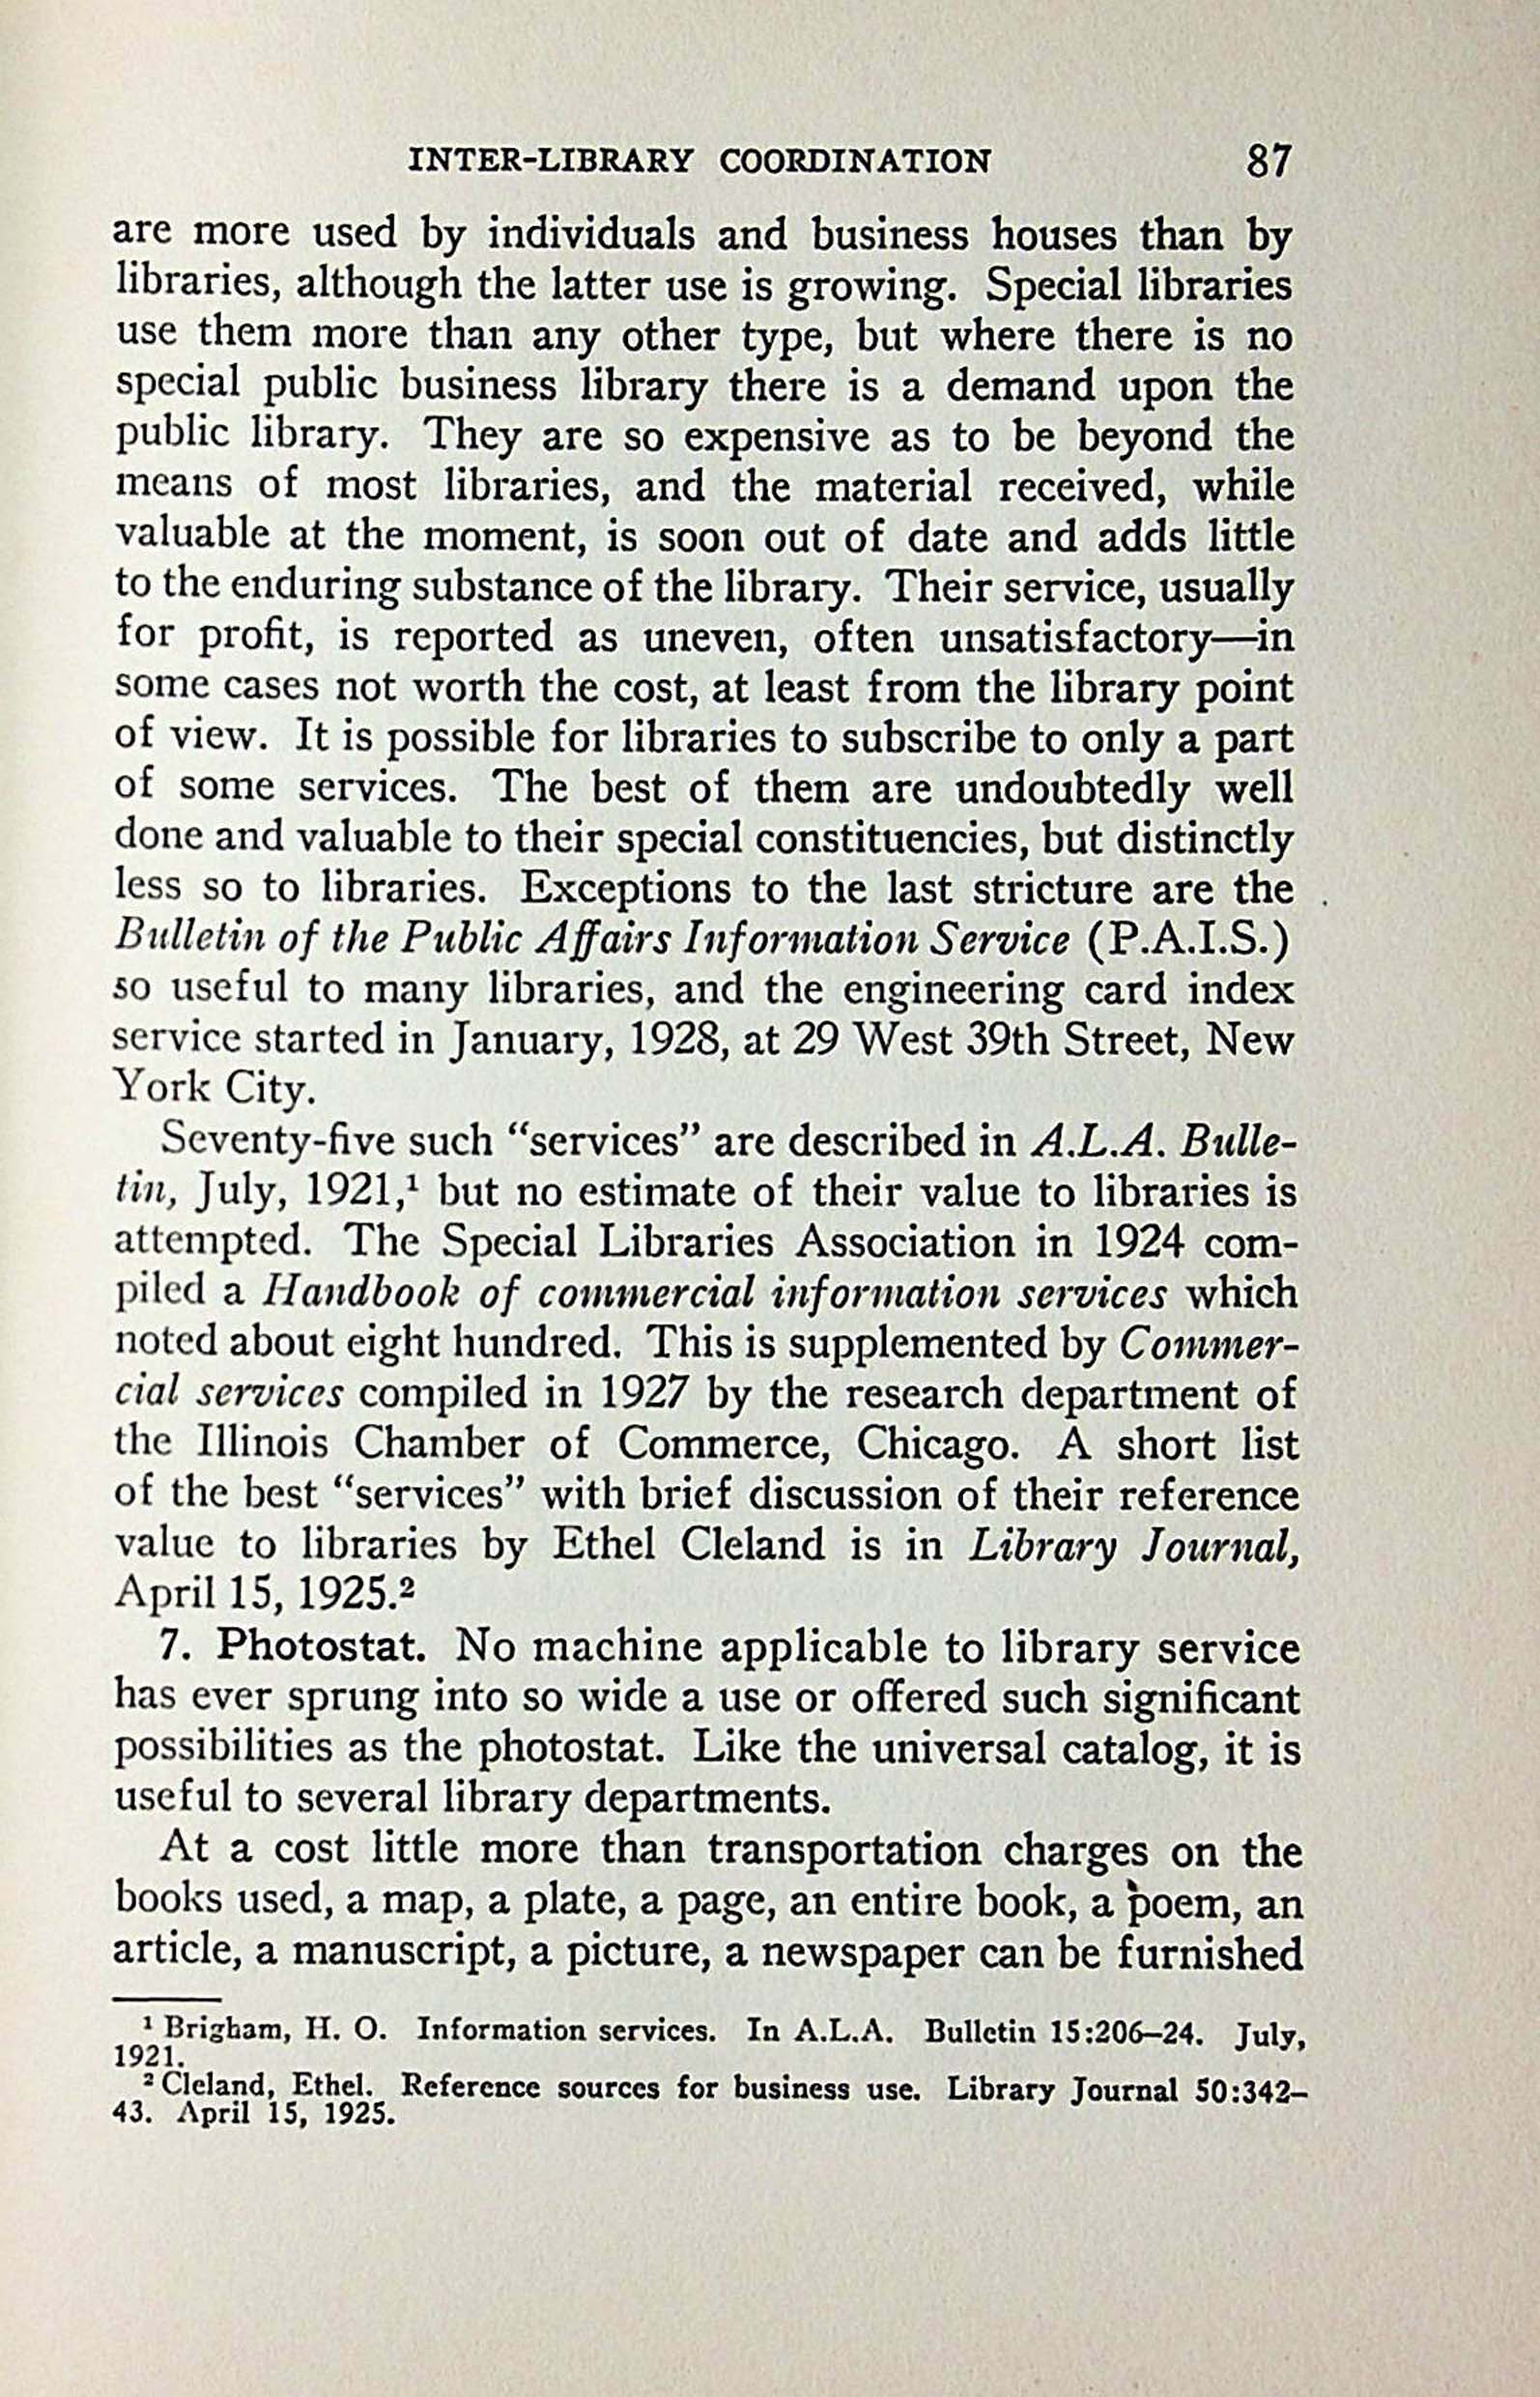 INTER-LIBRARY COORDINATION 87
are more used by individuals and business houses than by
libraries, although the latter use is growing. Special libraries
use them more than any other type, but where there is no
special public business library there is a demand upon the
public library. They are so expensive as to be beyond the
means of most libraries, and the material received, while
valuable at the moment, is soon out of date and adds little
to the enduring substance of the library. Their service, usually
for profit, is reported as uneven, often unsatisfactory—in
some cases not worth the cost, at least from the library point
of view. It is possible for libraries to subscribe to only a part
of some services. The best of them are undoubtedly well
done and valuable to their special constituencies, but distinctly
less so to libraries. Exceptions to the last stricture are the
Bulletin of the Public Affairs Information Service (P.A.I.S.)
so useful to many libraries, and the engineering card index
service started in January, 1928, at 29 West 39th Street, New
York City.
Seventy-five such “services” are described in A.L.A. Bulle-
tin, July, 1921,¹ but no estimate of their value to libraries is
attempted. The Special Libraries Association in 1924 com-
piled a Handbook of commercial information services which
noted about eight hundred. This is supplemented by Commer-
cial services compiled in 1927 by the research department of
the Illinois Chamber of Commerce, Chicago. A short list
of the best “services” with brief discussion of their reference
value to libraries by Ethel Cleland is in Library Journal,
April 15, 1925.²
7. Photostat. No machine applicable to library service
has ever sprung into so wide a use or offered such significant
possibilities as the photostat. Like the universal catalog, it is
useful to several library departments.
At a cost little more than transportation charges on the
books used, a map, a plate, a page, an entire book, a poem, an
article, a manuscript, a picture, a newspaper can be furnished
¹ Brigham, H. O. Information services. In A.L.A. Bulletin 15:206–24. July,
1921.
² Cleland, Ethel. Reference sources for business use. Library Journal 50:342–
43. April 15, 1925.